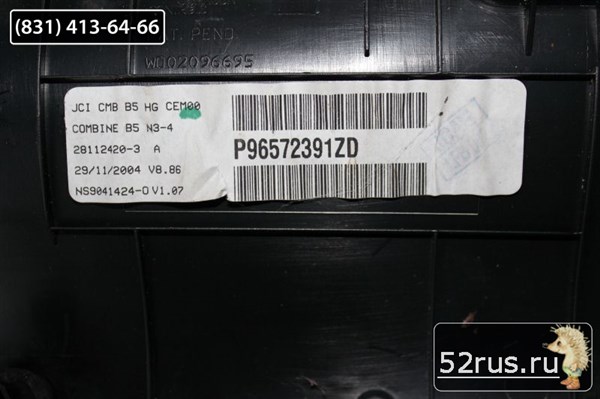 (831) 413-64-66
T. PEND.
WO02096695
JCI CMB B5 HG CEM00
COMBINE B5 N3-4
28112420-3 A
29/11/2004 V8.86
NS9041424-0 V1.07
P96572391ZD
52rus.ru